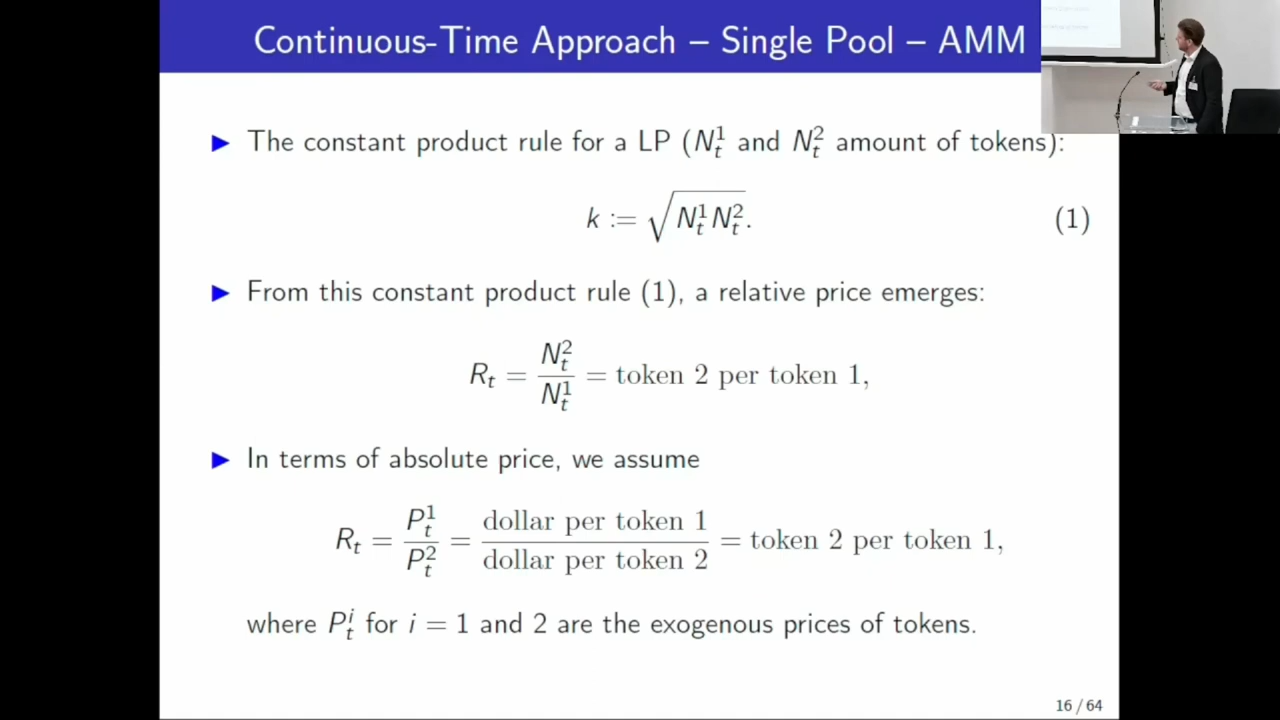 Continuous-Time Approach – Single Pool – AMM
▶ The constant product rule for a LP (N_t^1 and N_t^2 amount of tokens):
k := √(N_t^1 N_t^2). (1)
▶ From this constant product rule (1), a relative price emerges:
R_t = N_t^2 / N_t^1 = token 2 per token 1,
▶ In terms of absolute price, we assume
R_t = P_t^1 / P_t^2 = dollar per token 1 / dollar per token 2 = token 2 per token 1,
where P_t^i for i = 1 and 2 are the exogenous prices of tokens.
16 / 64